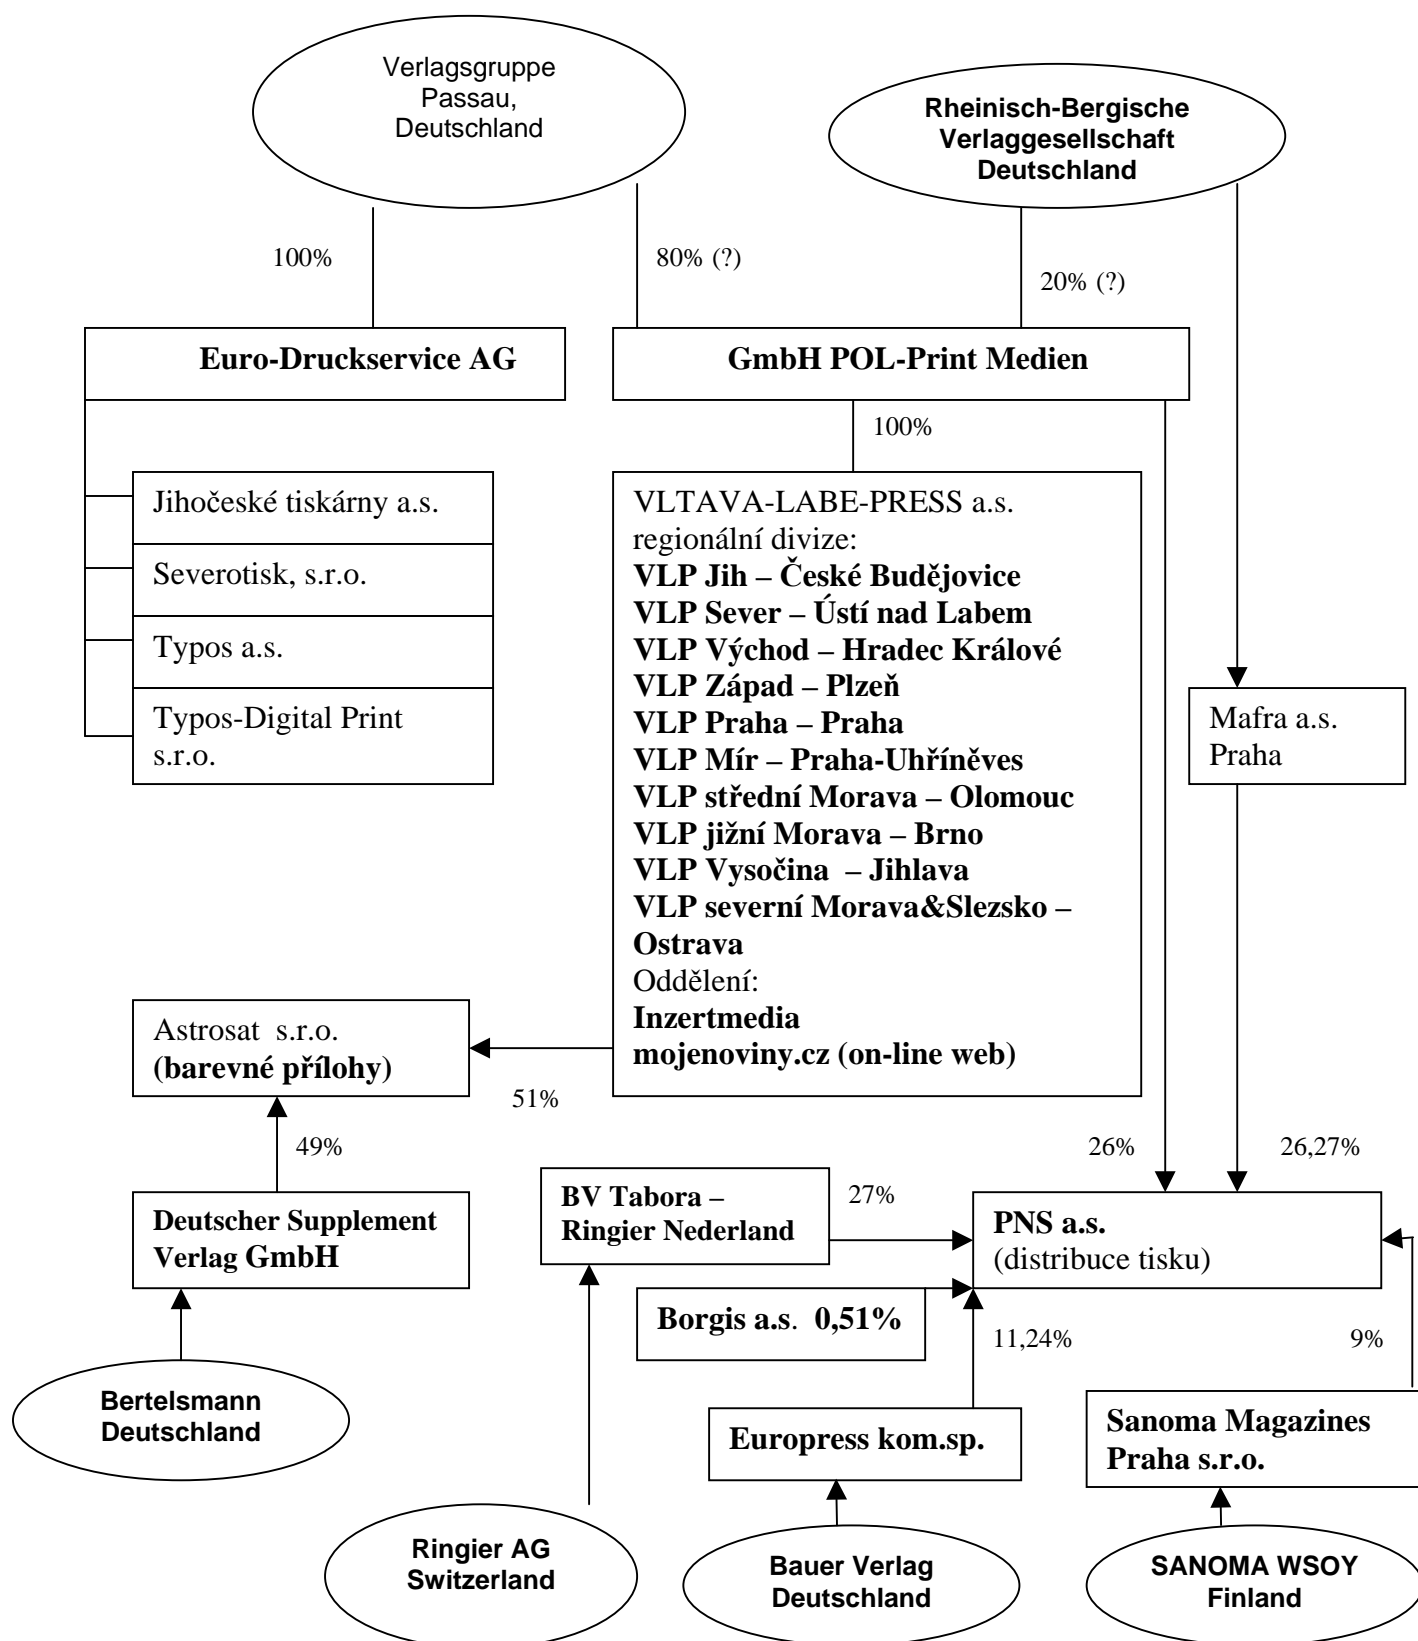 Verlagsgruppe
Passau,
Deutschland
Rheinisch-Bergische
Verlaggesellschaft
Deutschland
100%
80% (?)
20% (?)
Euro-Druckservice AG
GmbH POL-Print Medien
100%
Jihočeské tiskárny a.s.
Severotisk, s.r.o.
Typos a.s.
Typos-Digital Print
s.r.o.
VLTAVA-LABE-PRESS a.s.
regionální divize:
VLP Jih – České Budějovice
VLP Sever – Ústí nad Labem
VLP Východ – Hradec Králové
VLP Západ – Plzeň
VLP Praha – Praha
VLP Mír – Praha-Uhříněves
VLP střední Morava – Olomouc
VLP jižní Morava – Brno
VLP Vysočina – Jihlava
VLP severní Morava&Slezsko –
Ostrava
Oddělení:
Inzertmedia
mojenoviny.cz (on-line web)
Mafra a.s.
Praha
Astrosat s.r.o.
(barevné přílohy)
51%
49%
26%
26,27%
Deutscher Supplement
Verlag GmbH
BV Tabora –
Ringier Nederland
27%
PNS a.s.
(distribuce tisku)
Borgis a.s. 0,51%
11,24%
9%
Bertelsmann
Deutschland
Europress kom.sp.
Sanoma Magazines
Praha s.r.o.
Ringier AG
Switzerland
Bauer Verlag
Deutschland
SANOMA WSOY
Finland